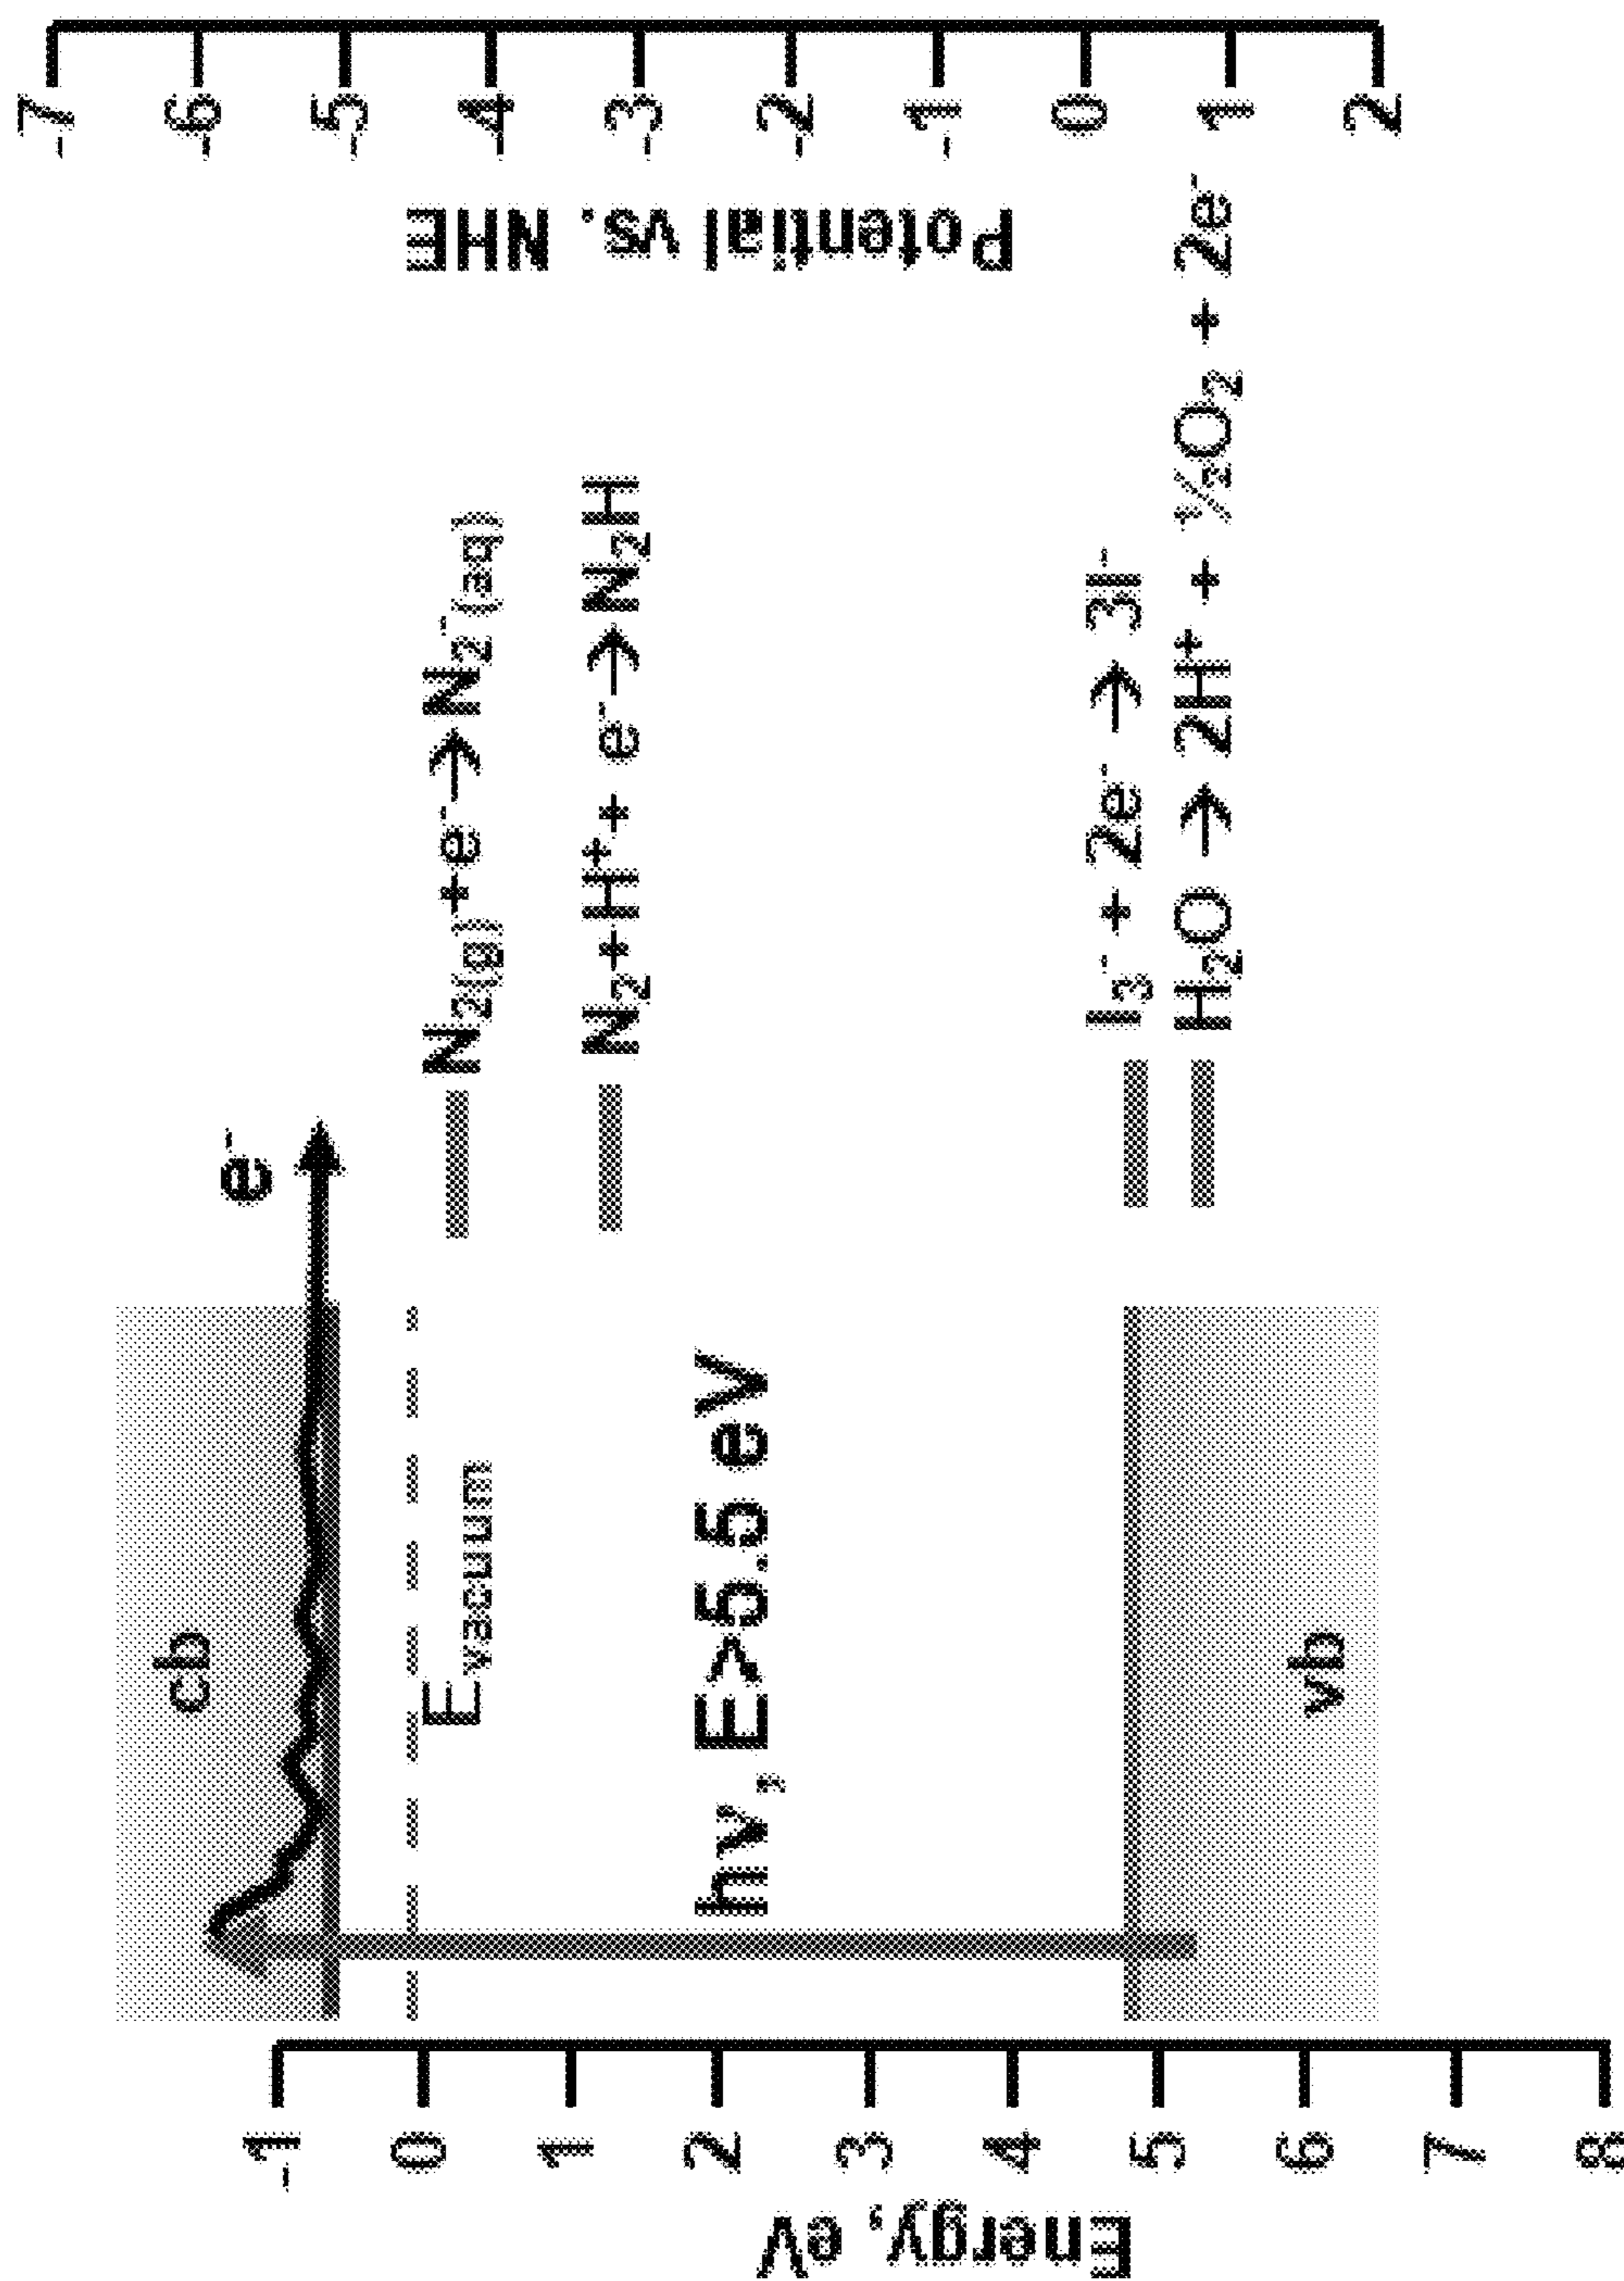 Energy, eV
-1
0
1
2
3
4
5
6
7
8
cb
E_vacuum
hν, E>5.5 eV
vb
e⁻
N₂(g)+e⁻→N₂⁻(aq)
N₂+H⁺+ e⁻→N₂H
I₃⁻ + 2e⁻ → 3I⁻
H₂O → 2H⁺ + ½O₂ + 2e⁻
Potential vs. NHE
-7
-6
-5
-4
-3
-2
-1
0
1
2